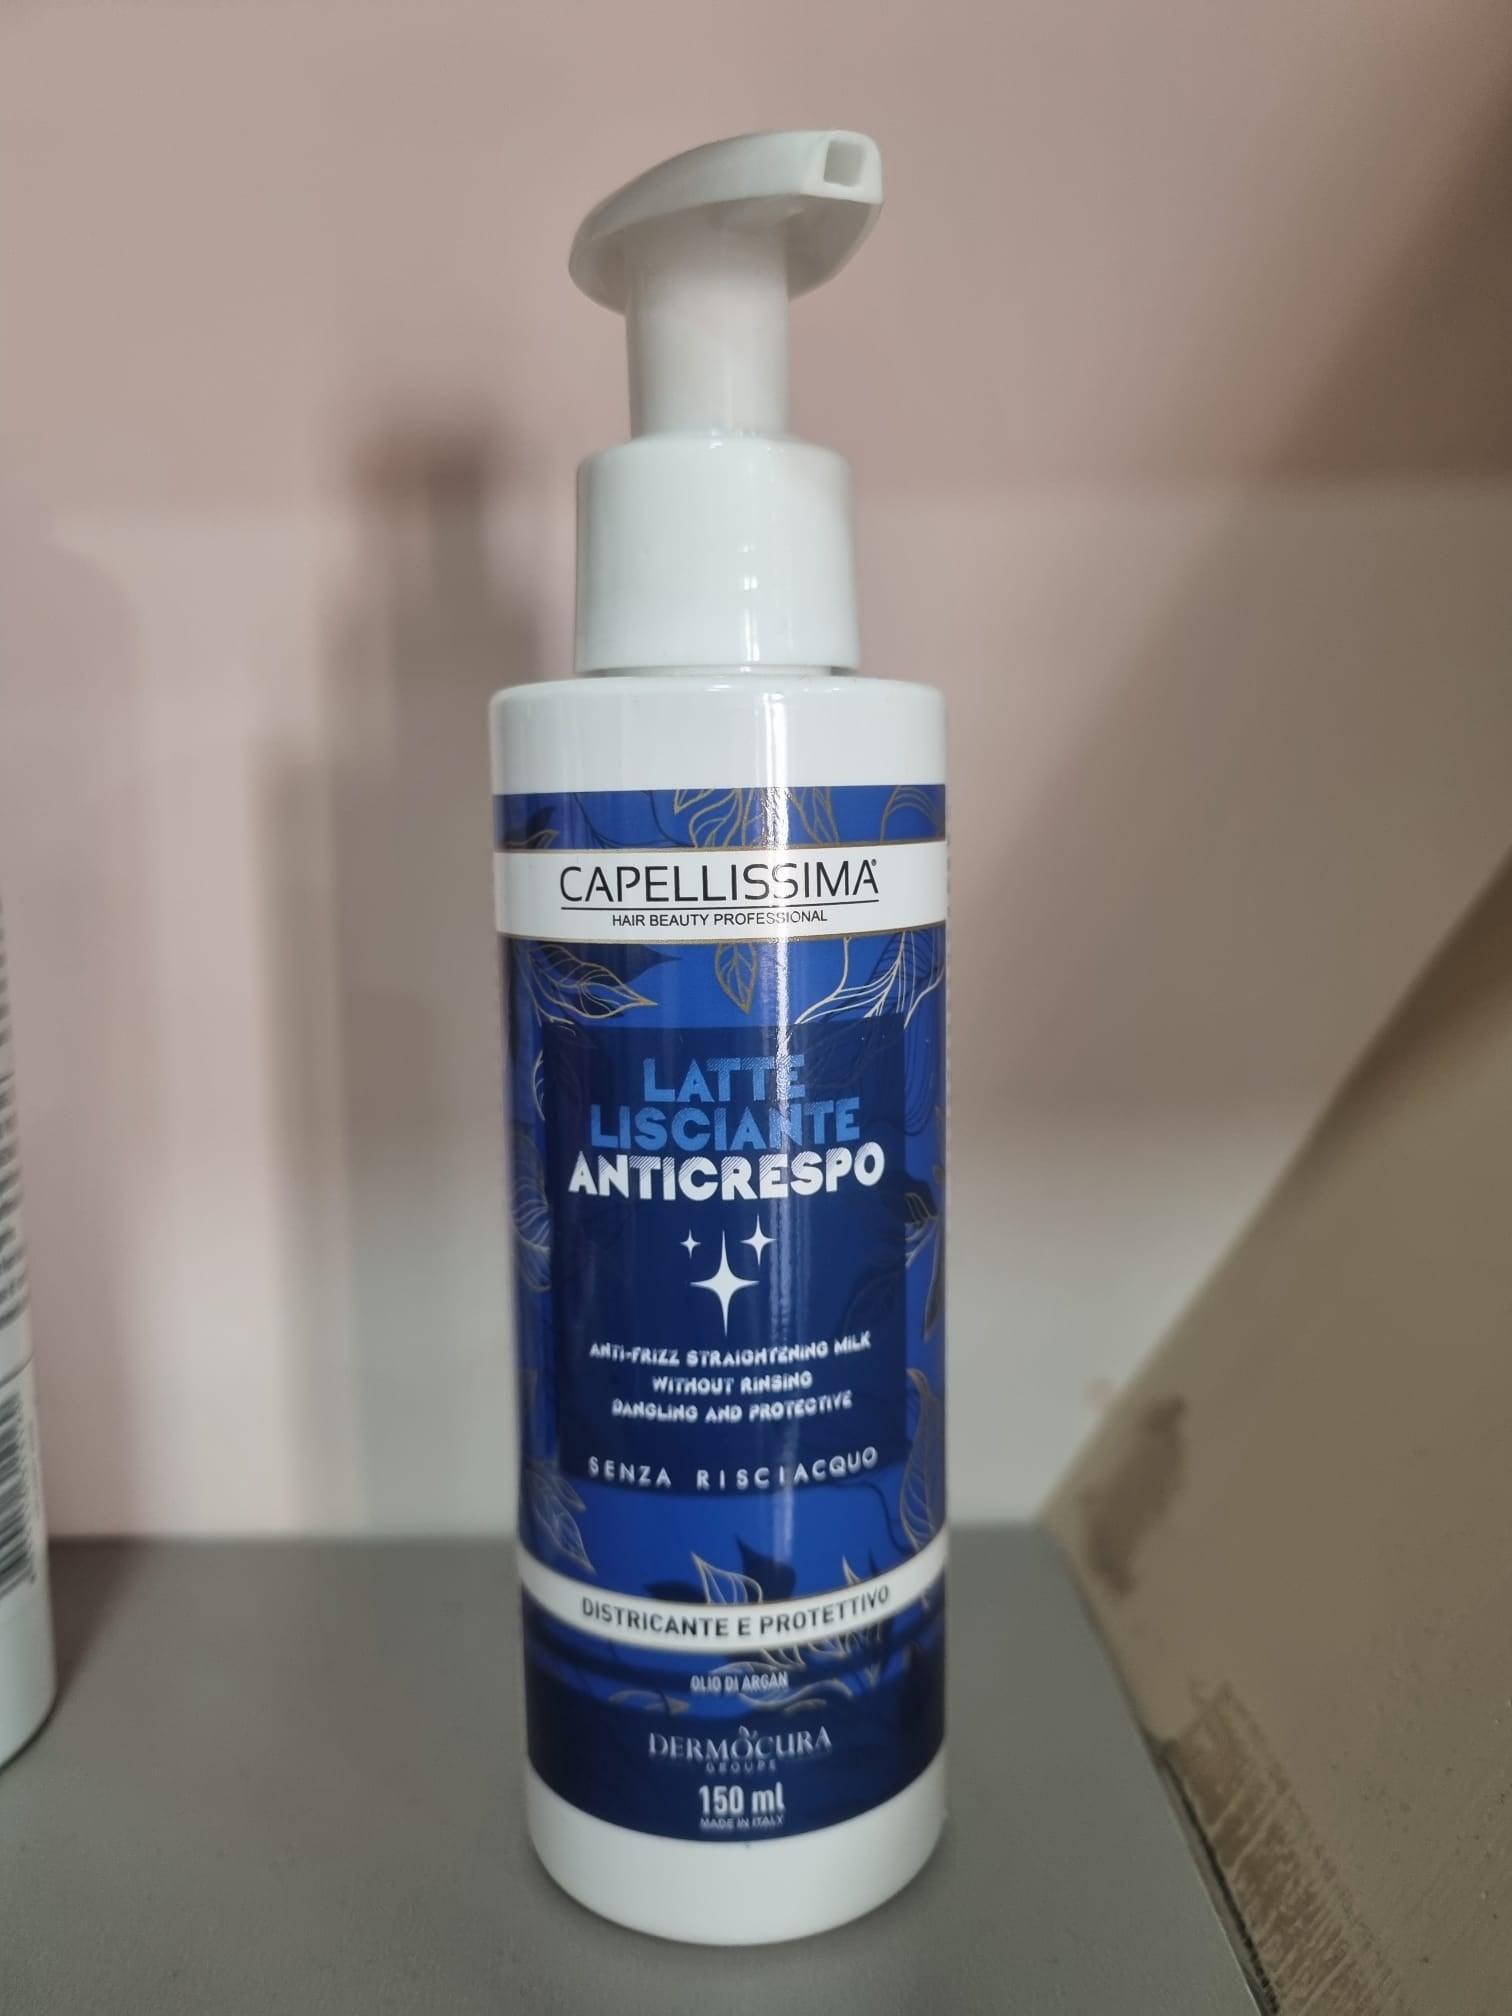 CAPELLISSIMA®
HAIR BEAUTY PROFESSIONAL
LATTE
LISCIANTE
ANTICRESPO
ANTI-FRIZZ STRAIGHTENING MILK
WITHOUT RINSING
DANGLING AND PROTECTIVE
SENZA RISCIACQUO
DISTRICANTE E PROTETTIVO
OLIO DI ARGAN
DERMOCURA
GROUPE
150 ml
MADE IN ITALY